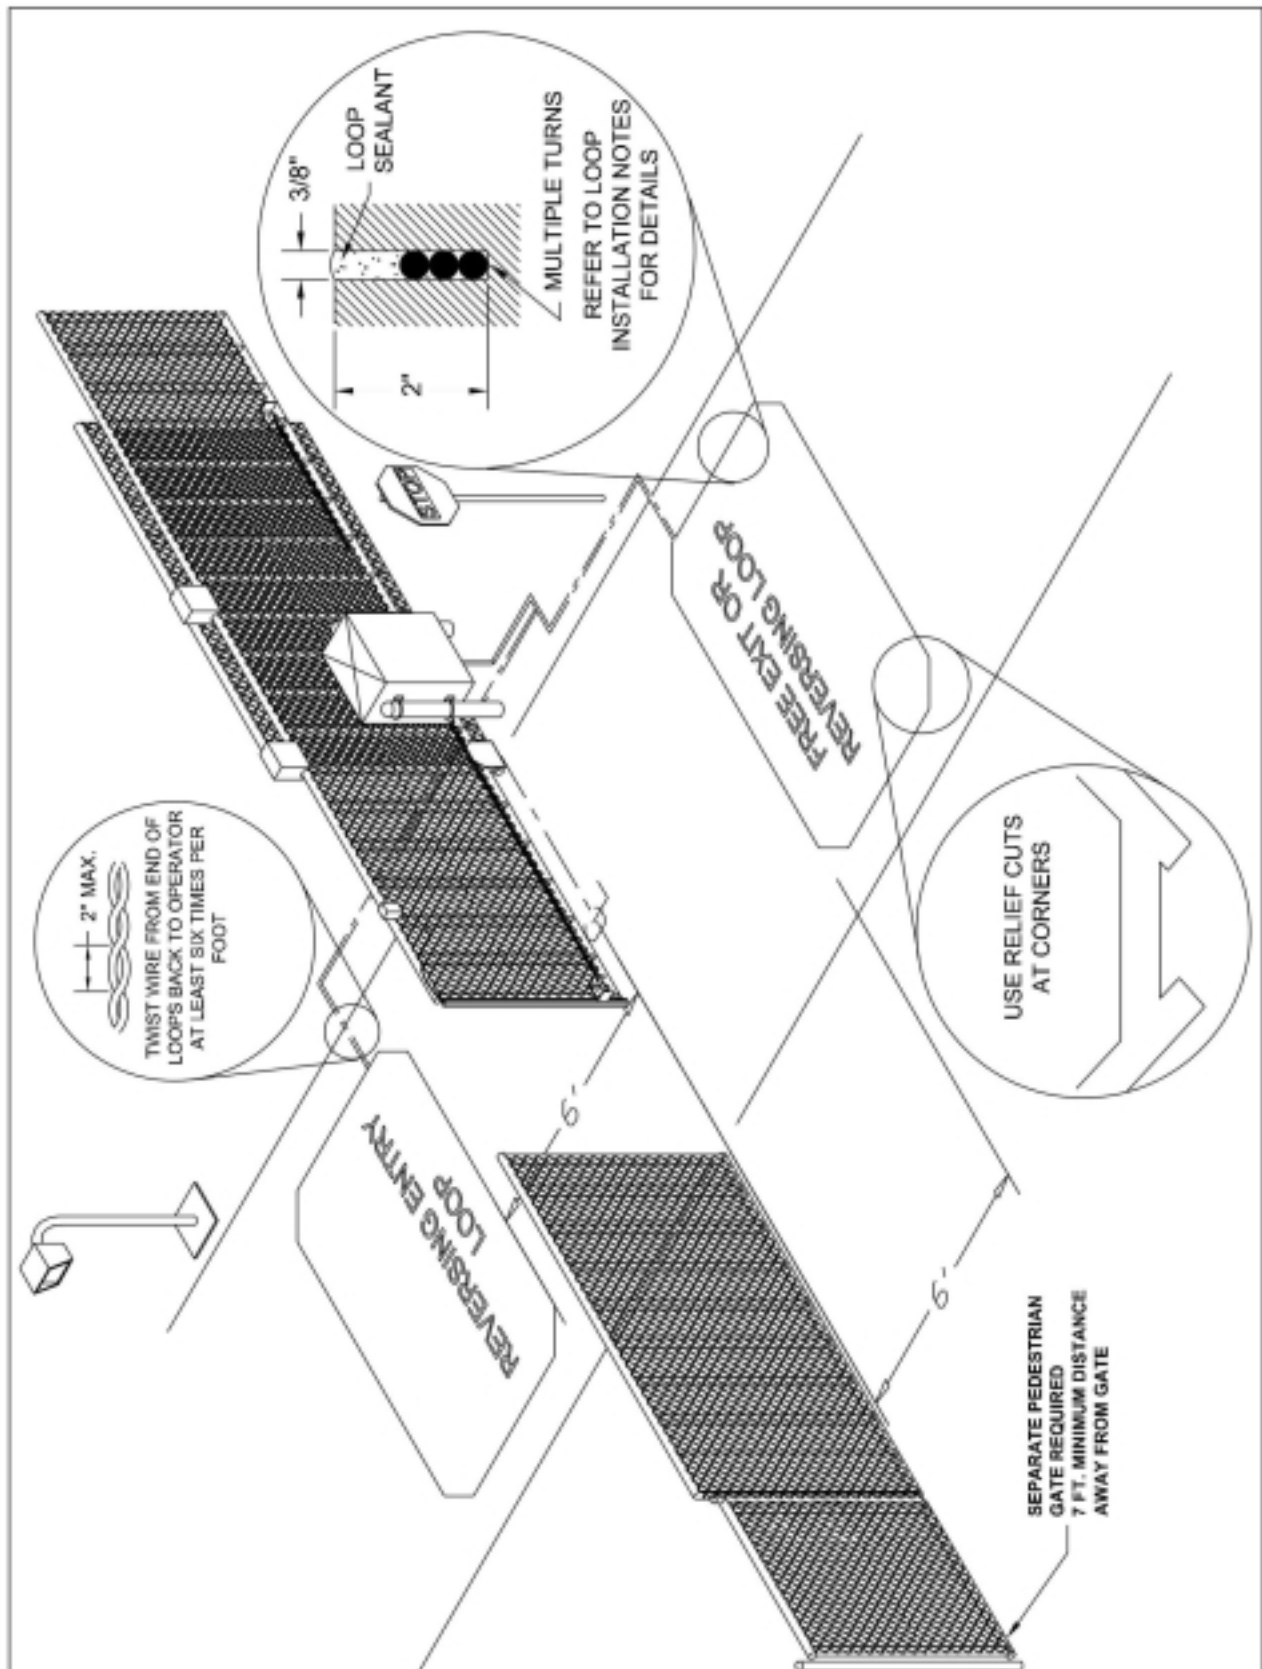 2" MAX.
TWIST WIRE FROM END OF
LOOPS BACK TO OPERATOR
AT LEAST SIX TIMES PER
FOOT
3/8"
LOOP
SEALANT
2"
MULTIPLE TURNS
REFER TO LOOP
INSTALLATION NOTES
FOR DETAILS
STOP
REVERSING ENTRY
LOOP
6'
FREE EXIT OR
REVERSING LOOP
6'
USE RELIEF CUTS
AT CORNERS
SEPARATE PEDESTRIAN
GATE REQUIRED
7 FT. MINIMUM DISTANCE
AWAY FROM GATE